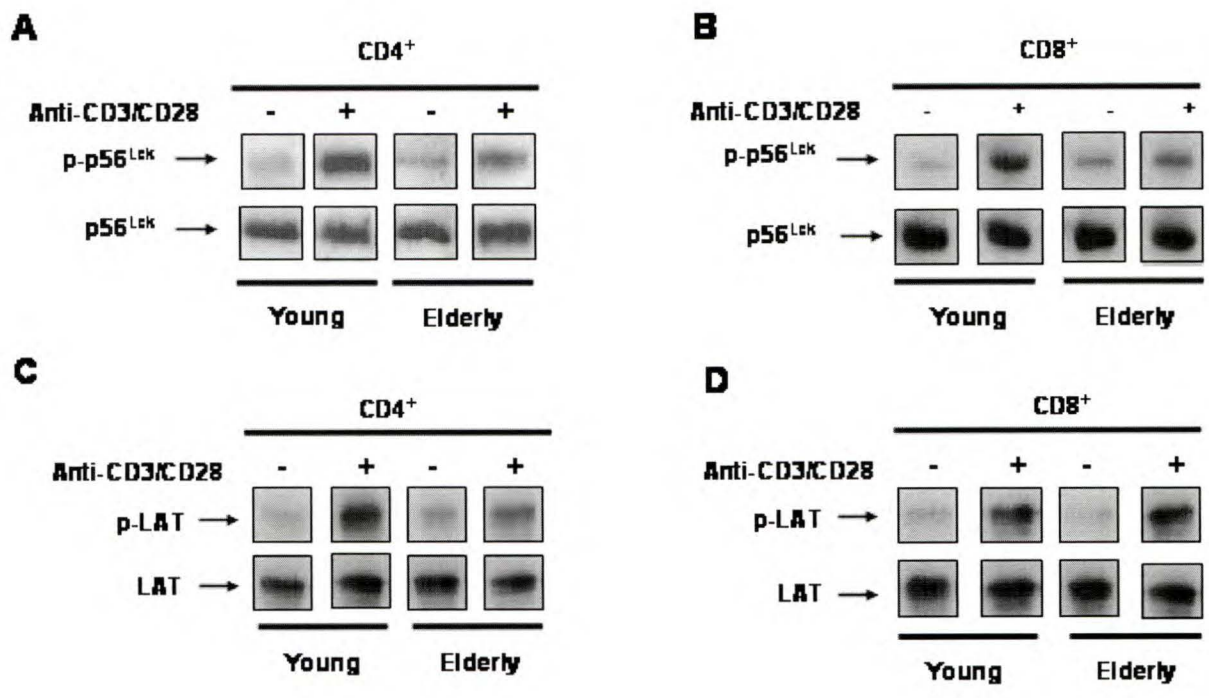 A
CD4+
Anti-CD3/CD28 - + - +
p-p56Lck
p56Lck
Young Elderly
B
CD8+
Anti-CD3/CD28 - + - +
p-p56Lck
p56Lck
Young Elderly
C
CD4+
Anti-CD3/CD28 - + - +
p-LAT
LAT
Young Elderly
D
CD8+
Anti-CD3/CD28 - + - +
p-LAT
LAT
Young Elderly